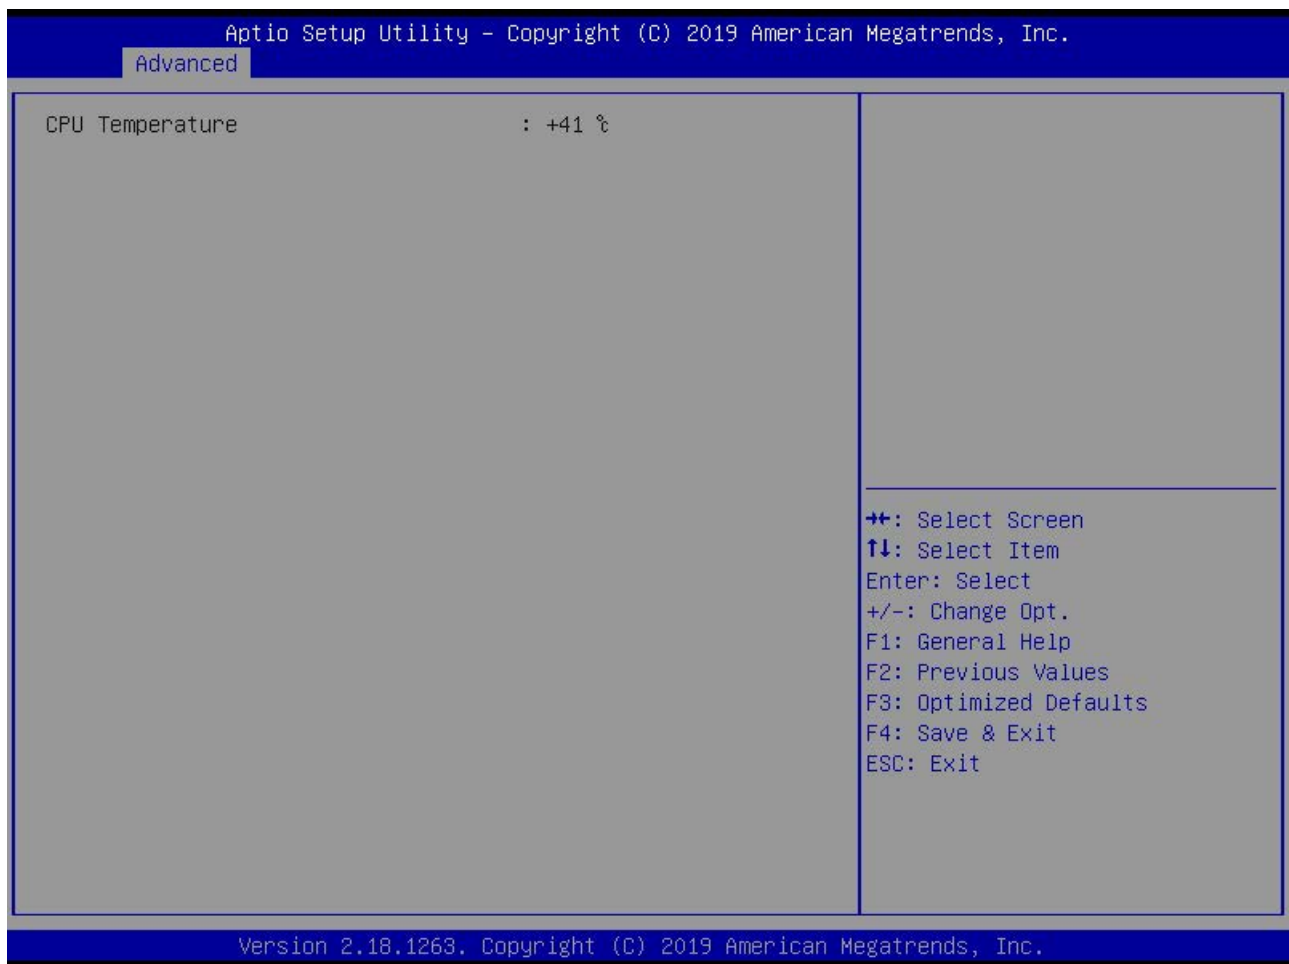 Aptio Setup Utility – Copyright (C) 2019 American Megatrends, Inc.
Advanced
CPU Temperature : +41 ℃
→←: Select Screen
↑↓: Select Item
Enter: Select
+/-: Change Opt.
F1: General Help
F2: Previous Values
F3: Optimized Defaults
F4: Save & Exit
ESC: Exit
Version 2.18.1263. Copyright (C) 2019 American Megatrends, Inc.